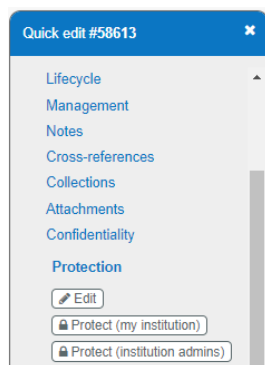 Quick edit #58613
Lifecycle
Management
Notes
Cross-references
Collections
Attachments
Confidentiality
Protection
Edit
Protect (my institution)
Protect (institution admins)